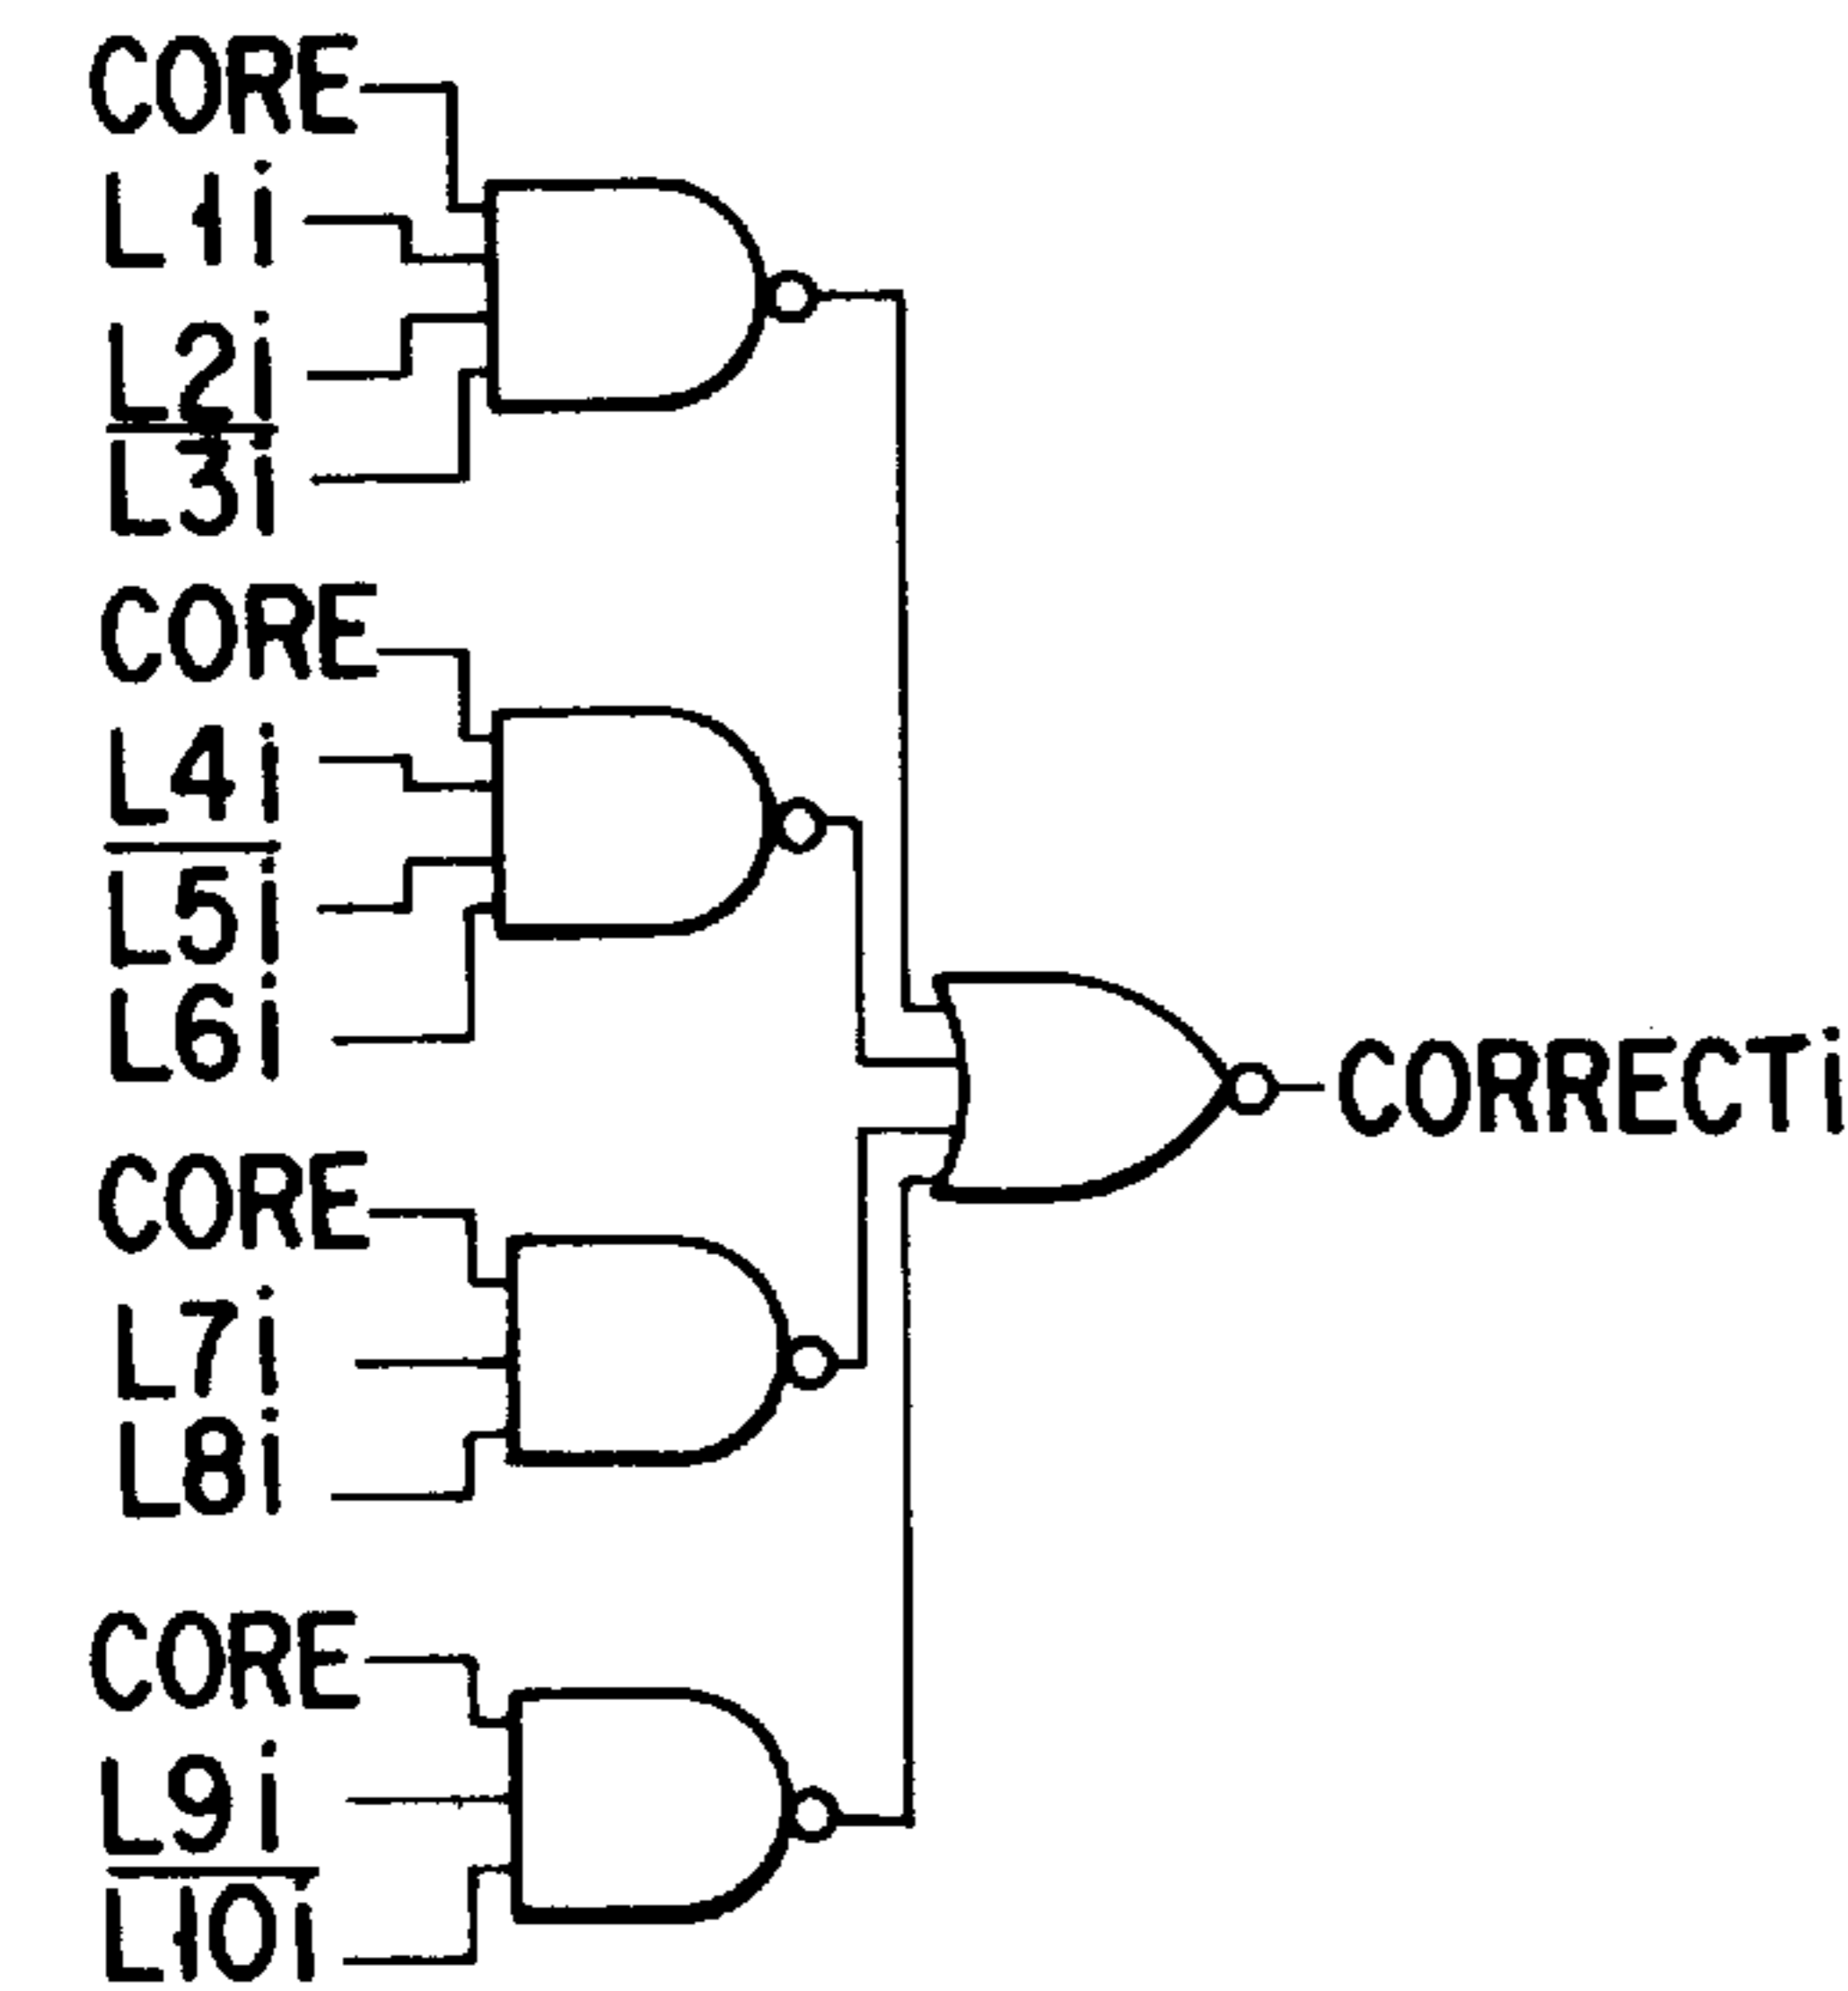 CORE
L1i
L2i
L3i
CORE
L4i
L5i
L6i
CORE
L7i
L8i
CORE
L9i
L10i
CORRECTi